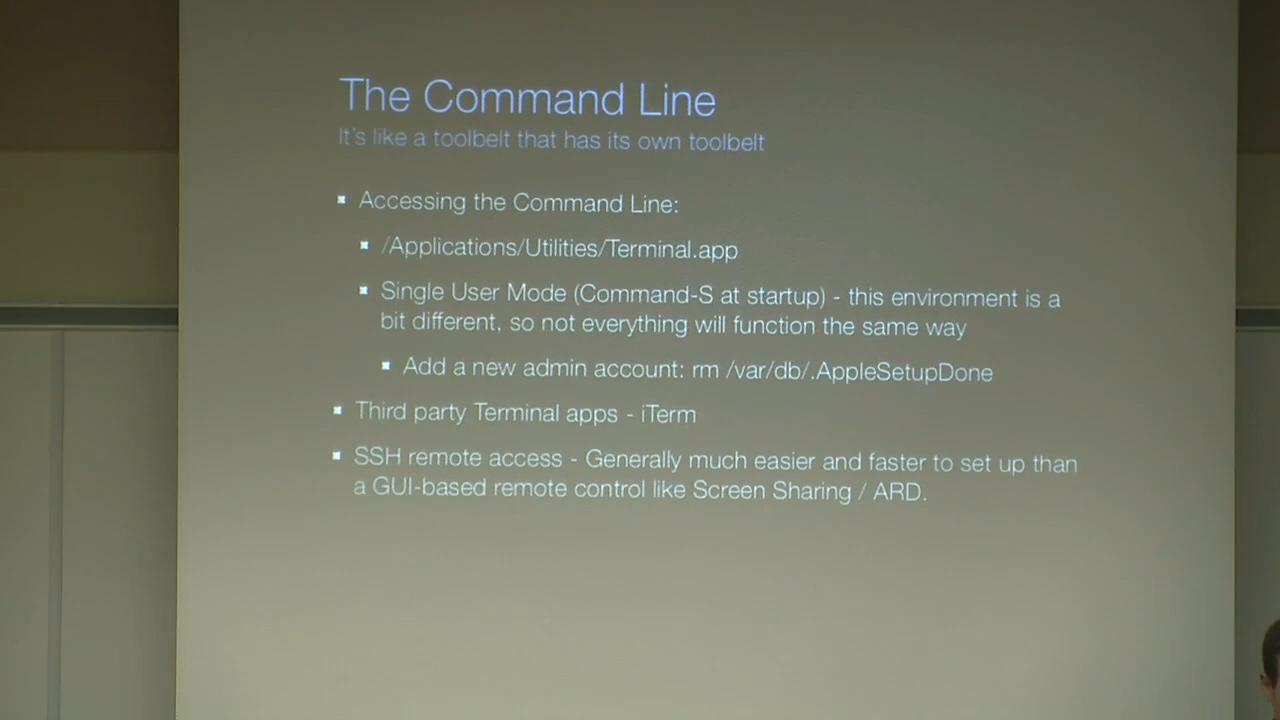 The Command Line
It's like a toolbelt that has its own toolbelt
Accessing the Command Line:
/Applications/Utilities/Terminal.app
Single User Mode (Command-S at startup) - this environment is a
bit different, so not everything will function the same way
Add a new admin account: rm /var/db/.AppleSetupDone
Third party Terminal apps - iTerm
SSH remote access - Generally much easier and faster to set up than
a GUI-based remote control like Screen Sharing / ARD.